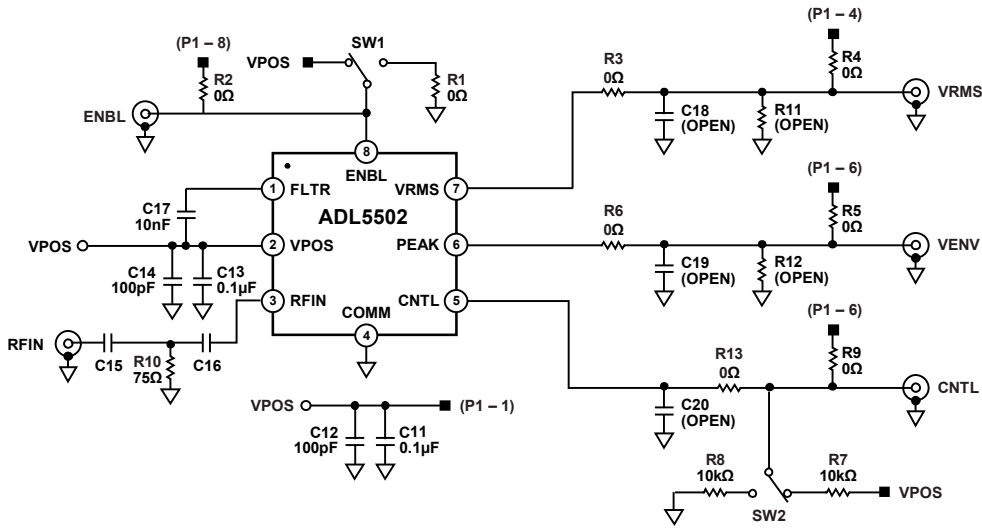 (P1 – 8)
R2
0Ω
VPOS
SW1
R1
0Ω
ENBL
8
ENBL
R3
0Ω
(P1 – 4)
R4
0Ω
C18
(OPEN)
R11
(OPEN)
VRMS
C17
10nF
1
FLTR
VRMS
7
ADL5502
VPOS
2
VPOS
PEAK
6
C14
100pF
C13
0.1µF
3
RFIN
COMM
4
CNTL
5
R6
0Ω
(P1 – 6)
R5
0Ω
C19
(OPEN)
R12
(OPEN)
VENV
RFIN
C15
R10
75Ω
C16
VPOS
(P1 – 1)
C12
100pF
C11
0.1µF
R13
0Ω
(P1 – 6)
R9
0Ω
C20
(OPEN)
CNTL
R8
10kΩ
SW2
R7
10kΩ
VPOS